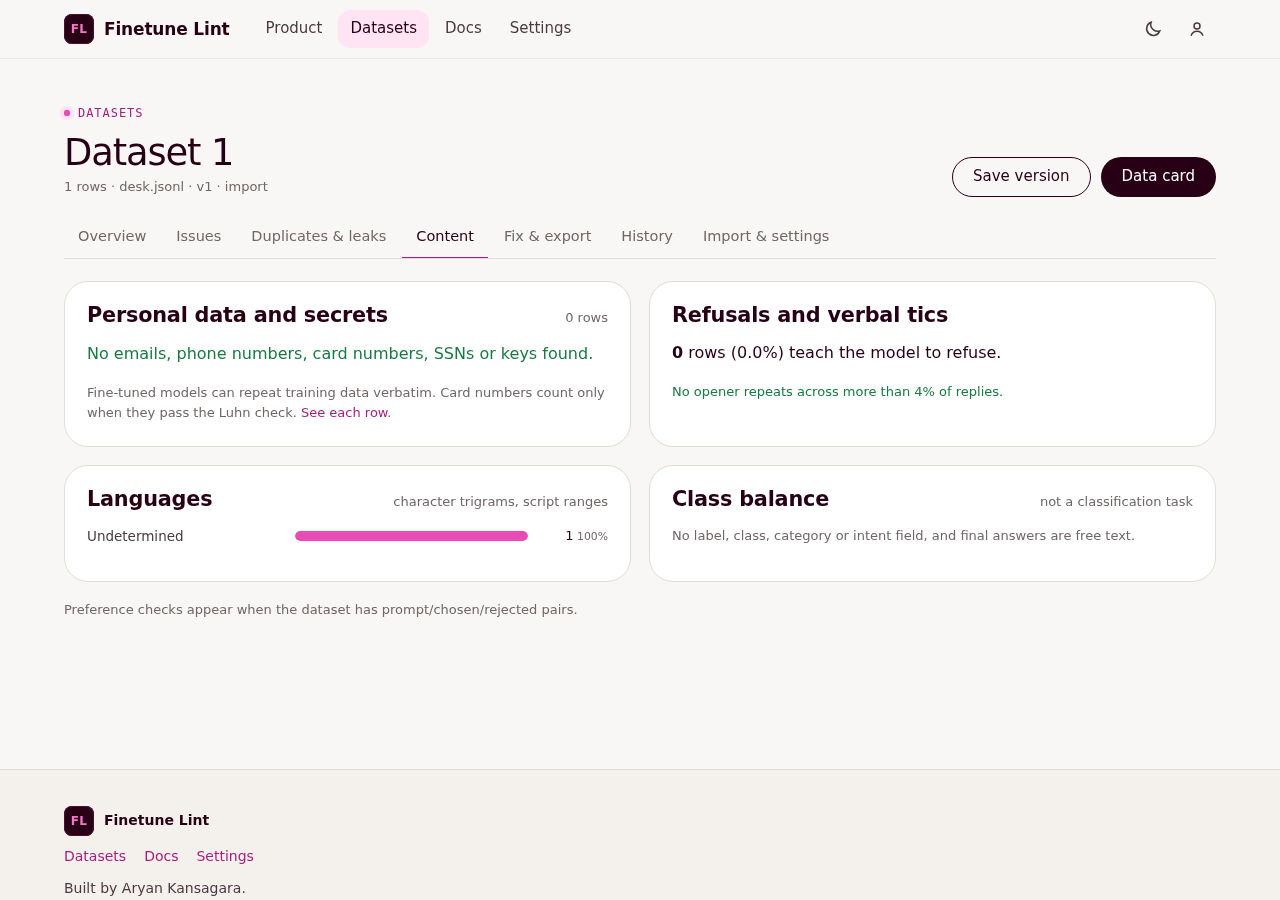 FL Finetune Lint Product Datasets Docs Settings
DATASETS
Dataset 1
1 rows · desk.jsonl · v1 · import
Save version Data card
Overview Issues Duplicates & leaks Content Fix & export History Import & settings
Personal data and secrets 0 rows
No emails, phone numbers, card numbers, SSNs or keys found.
Fine-tuned models can repeat training data verbatim. Card numbers count only
when they pass the Luhn check. See each row.
Refusals and verbal tics
0 rows (0.0%) teach the model to refuse.
No opener repeats across more than 4% of replies.
Languages character trigrams, script ranges
Undetermined 1 100%
Class balance not a classification task
No label, class, category or intent field, and final answers are free text.
Preference checks appear when the dataset has prompt/chosen/rejected pairs.
FL Finetune Lint
Datasets Docs Settings
Built by Aryan Kansagara.